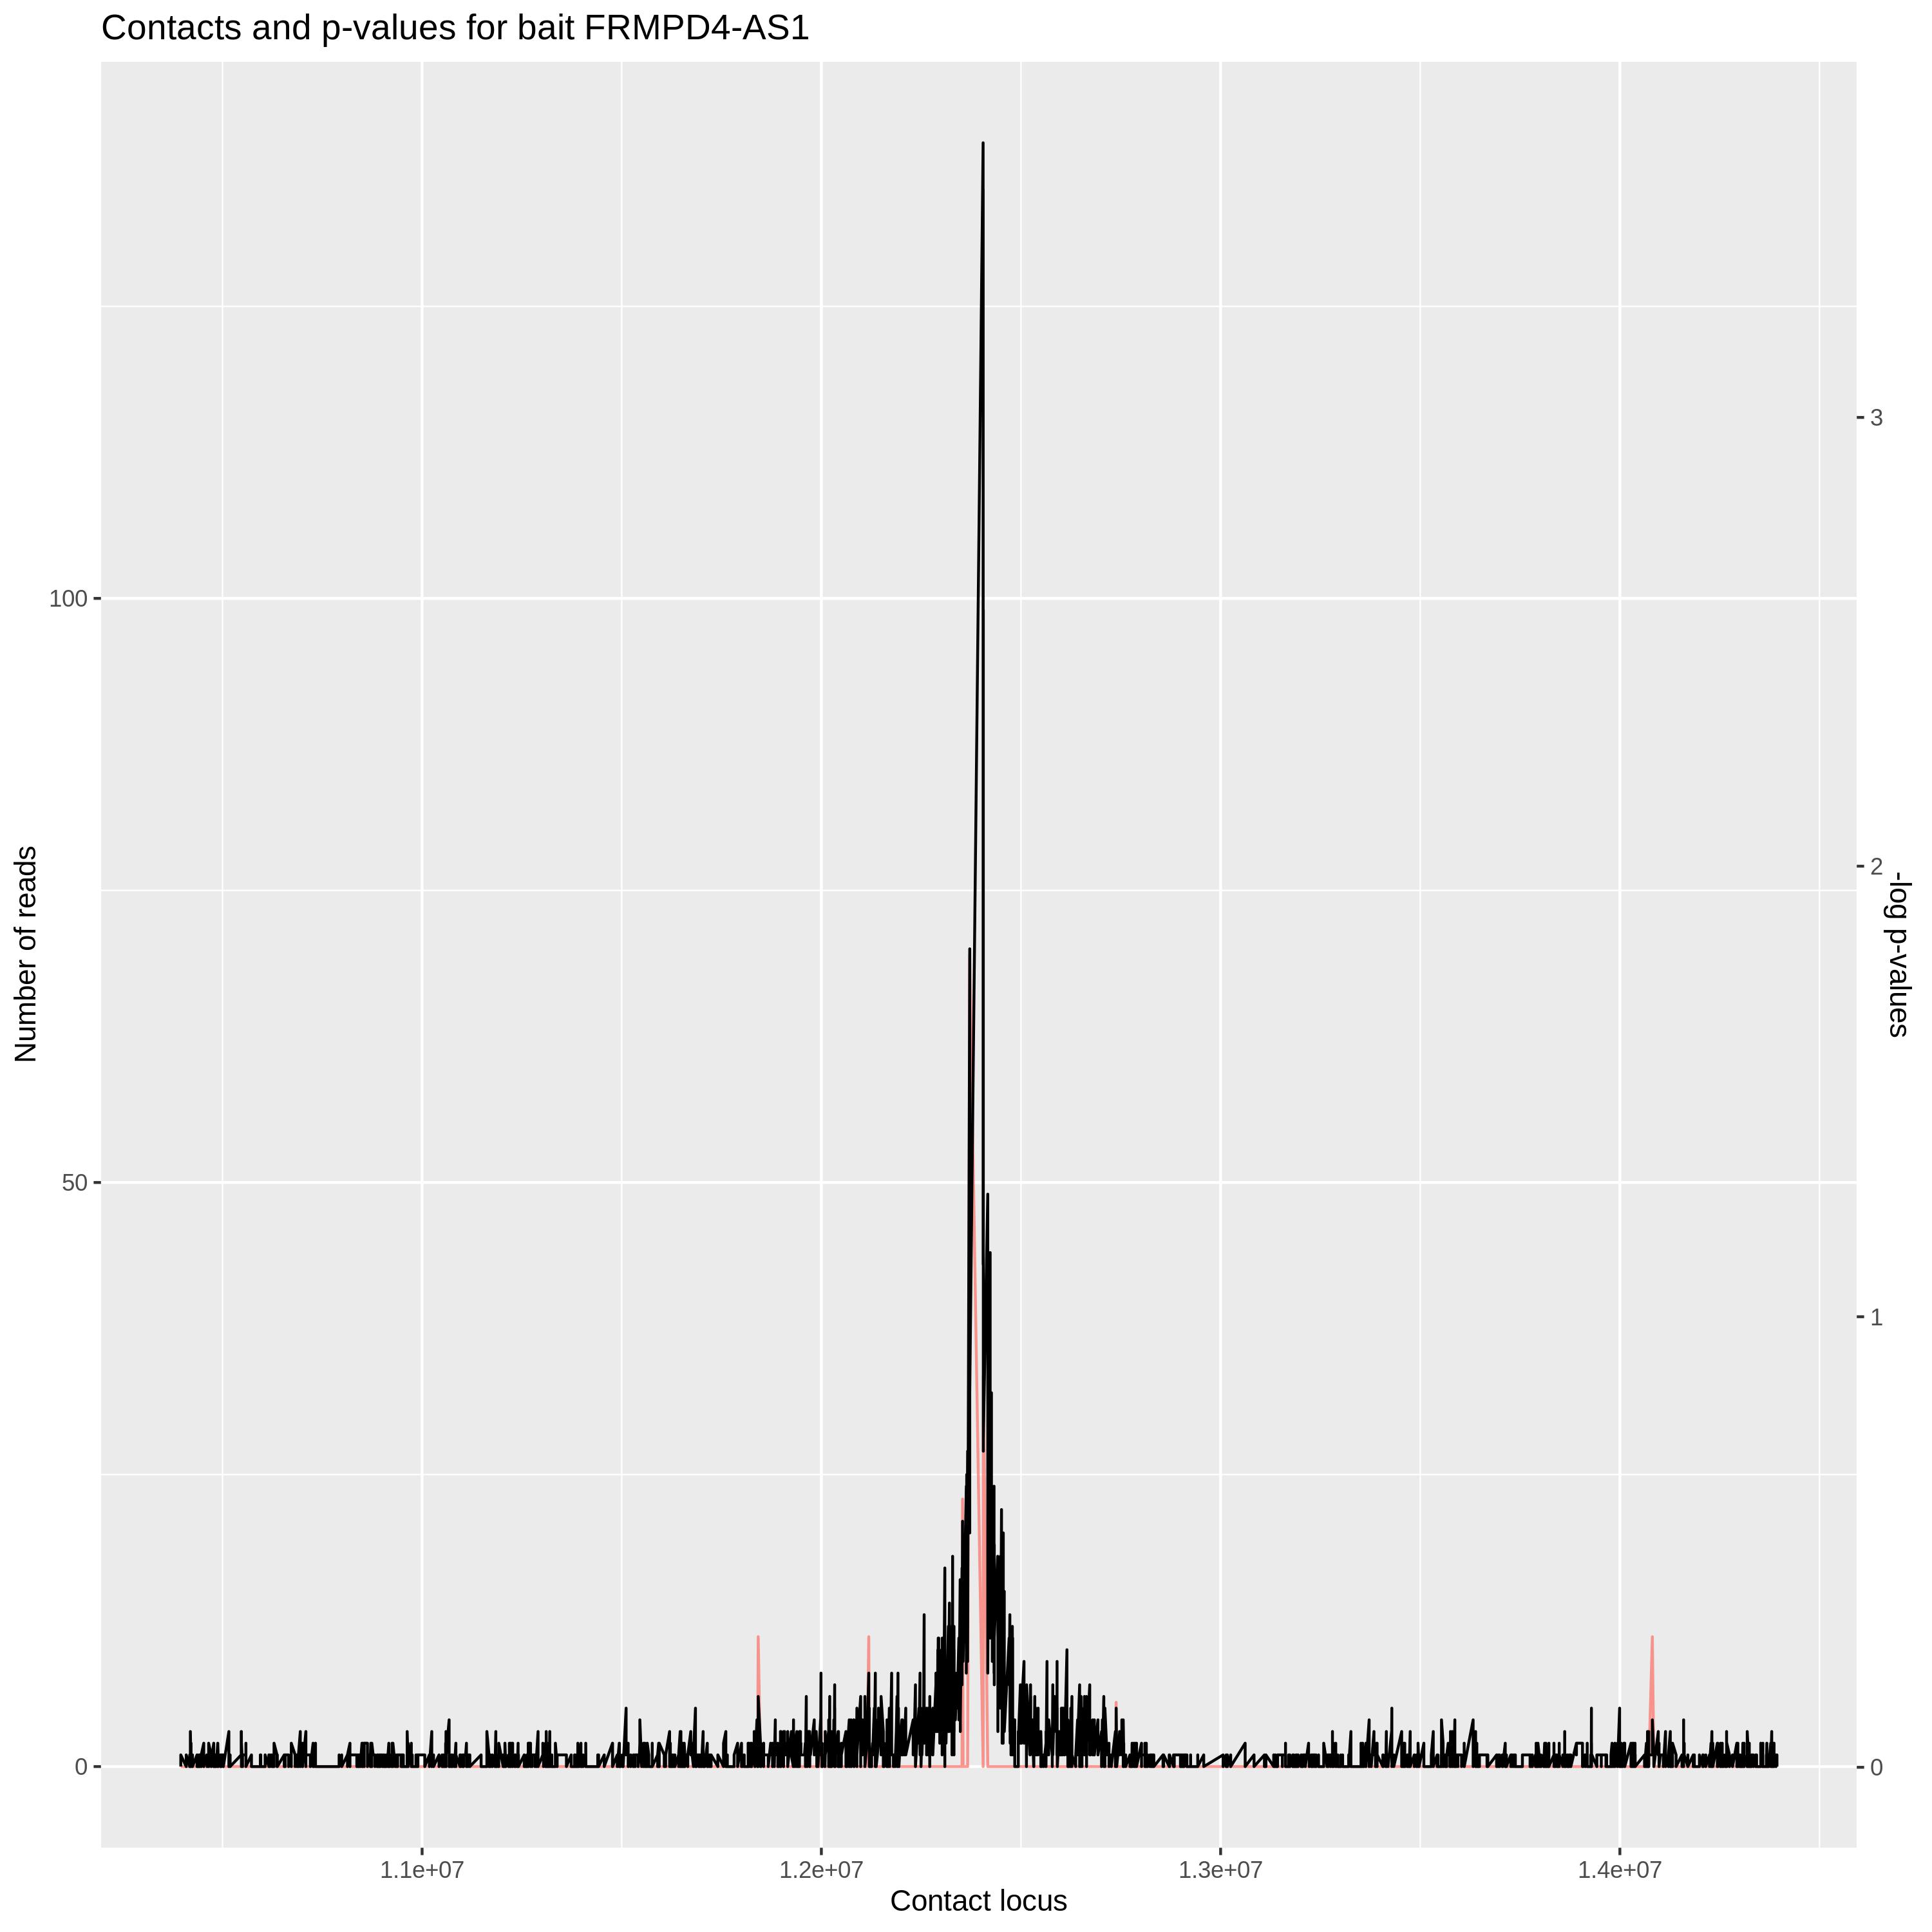 Contacts and p-values for bait FRMPD4-AS1
Number of reads
100
50
0
3
2
1
0
-log p-values
1.1e+07
1.2e+07
1.3e+07
1.4e+07
Contact locus